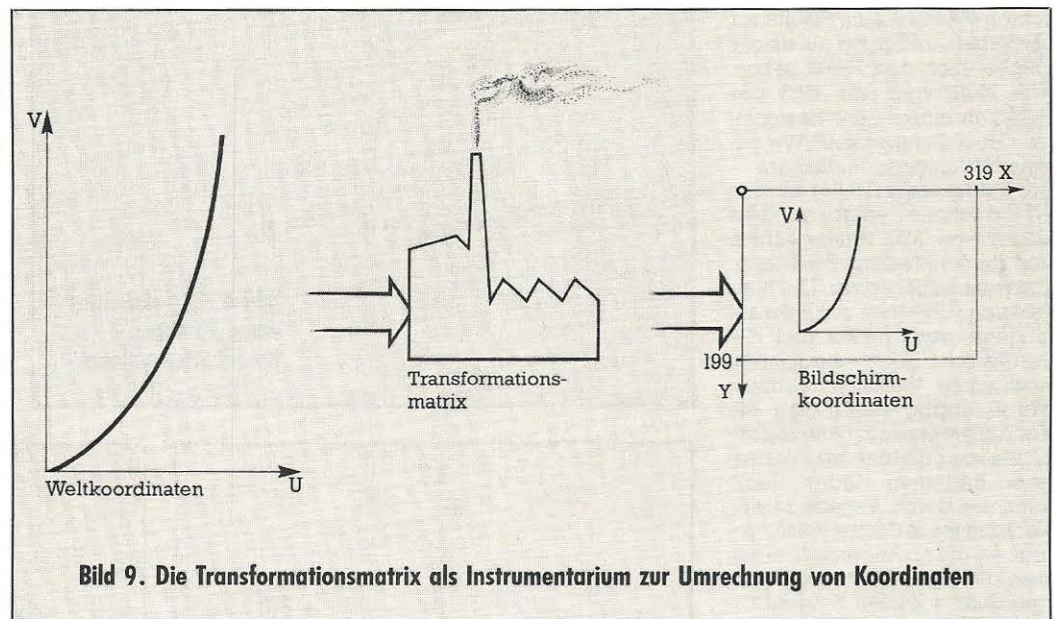 V
Weltkoordinaten
U
Transformations-
matrix
319 X
V
U
199
Y
Bildschirm-
koordinaten
Bild 9. Die Transformationsmatrix als Instrumentarium zur Umrechnung von Koordinaten